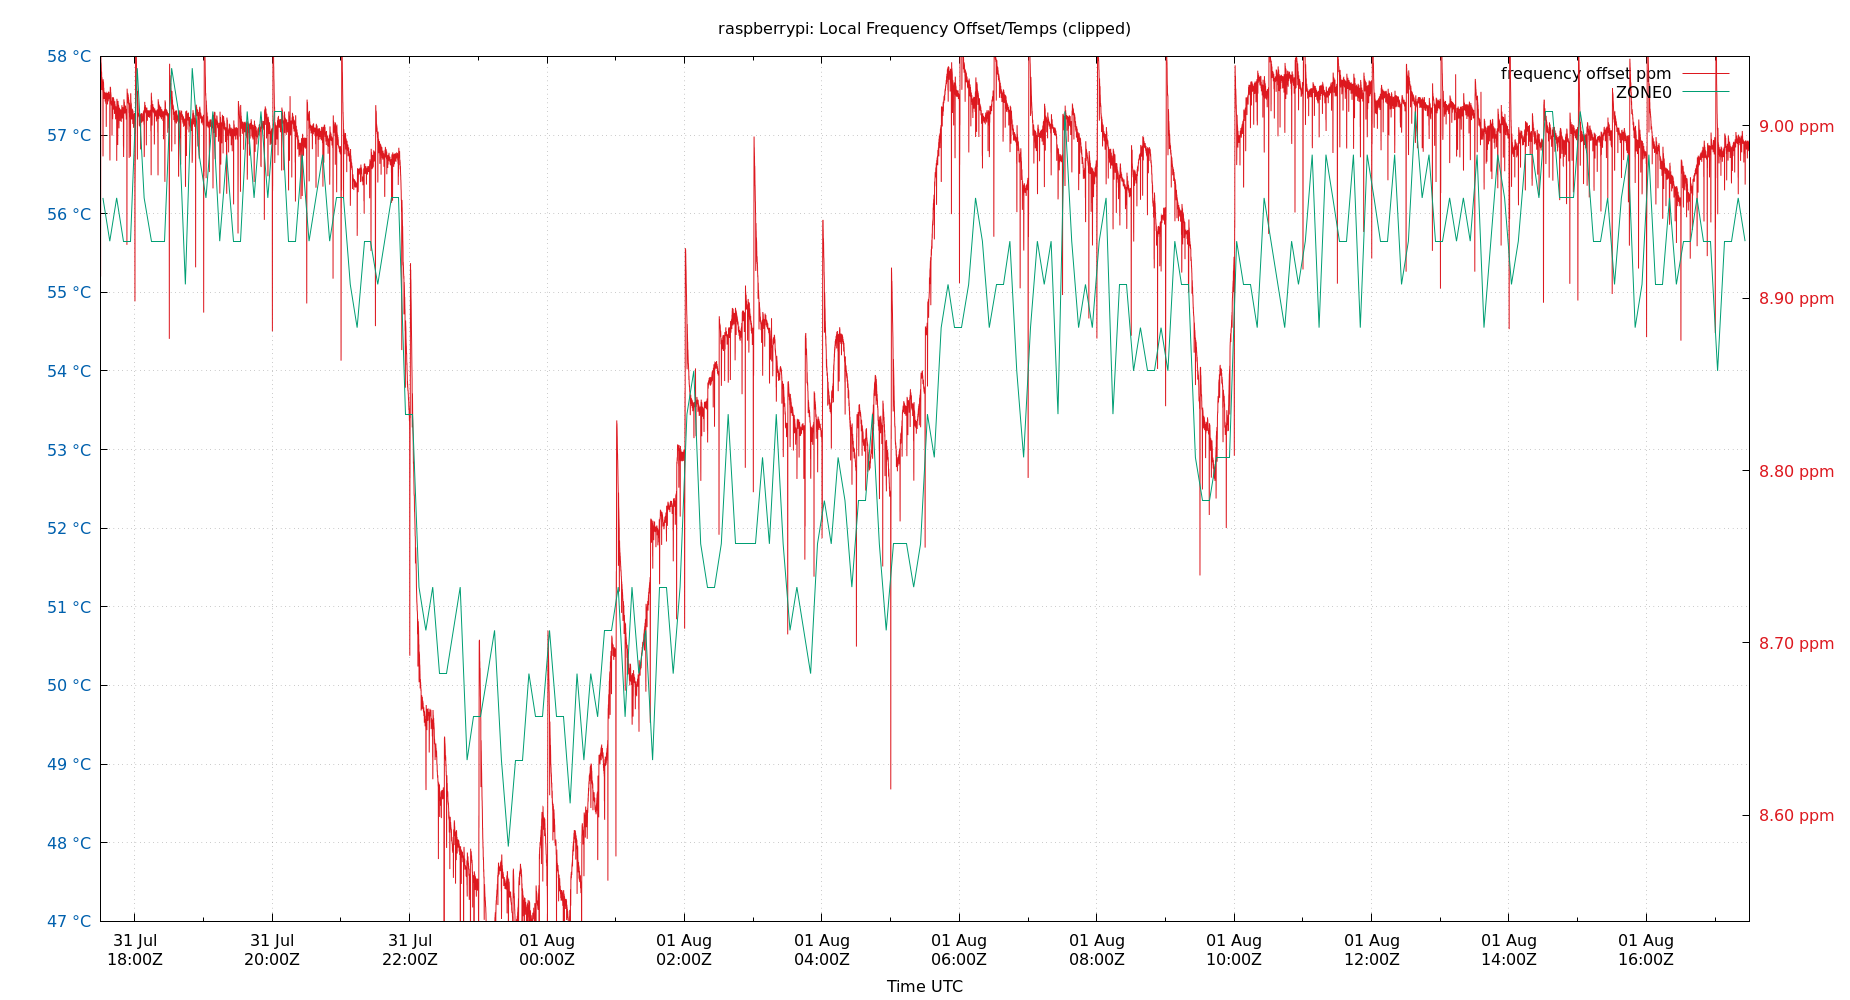 raspberrypi: Local Frequency Offset/Temps (clipped)
frequency offset ppm
ZONE0
58 °C
57 °C
56 °C
55 °C
54 °C
53 °C
52 °C
51 °C
50 °C
49 °C
48 °C
47 °C
9.00 ppm
8.90 ppm
8.80 ppm
8.70 ppm
8.60 ppm
31 Jul 31 Jul 31 Jul 01 Aug 01 Aug 01 Aug 01 Aug 01 Aug 01 Aug 01 Aug 01 Aug 01 Aug
18:00Z 20:00Z 22:00Z 00:00Z 02:00Z 04:00Z 06:00Z 08:00Z 10:00Z 12:00Z 14:00Z 16:00Z
Time UTC